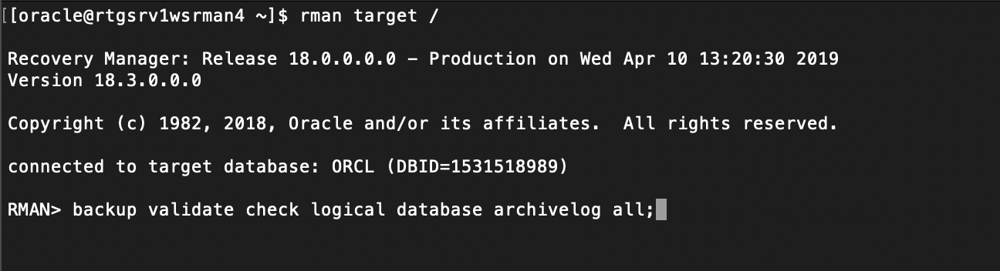 [[oracle@rtgsrv1wsrman4 ~]$ rman target /
Recovery Manager: Release 18.0.0.0.0 - Production on Wed Apr 10 13:20:30 2019
Version 18.3.0.0.0
Copyright (c) 1982, 2018, Oracle and/or its affiliates.  All rights reserved.
connected to target database: ORCL (DBID=1531518989)
RMAN> backup validate check logical database archivelog all;